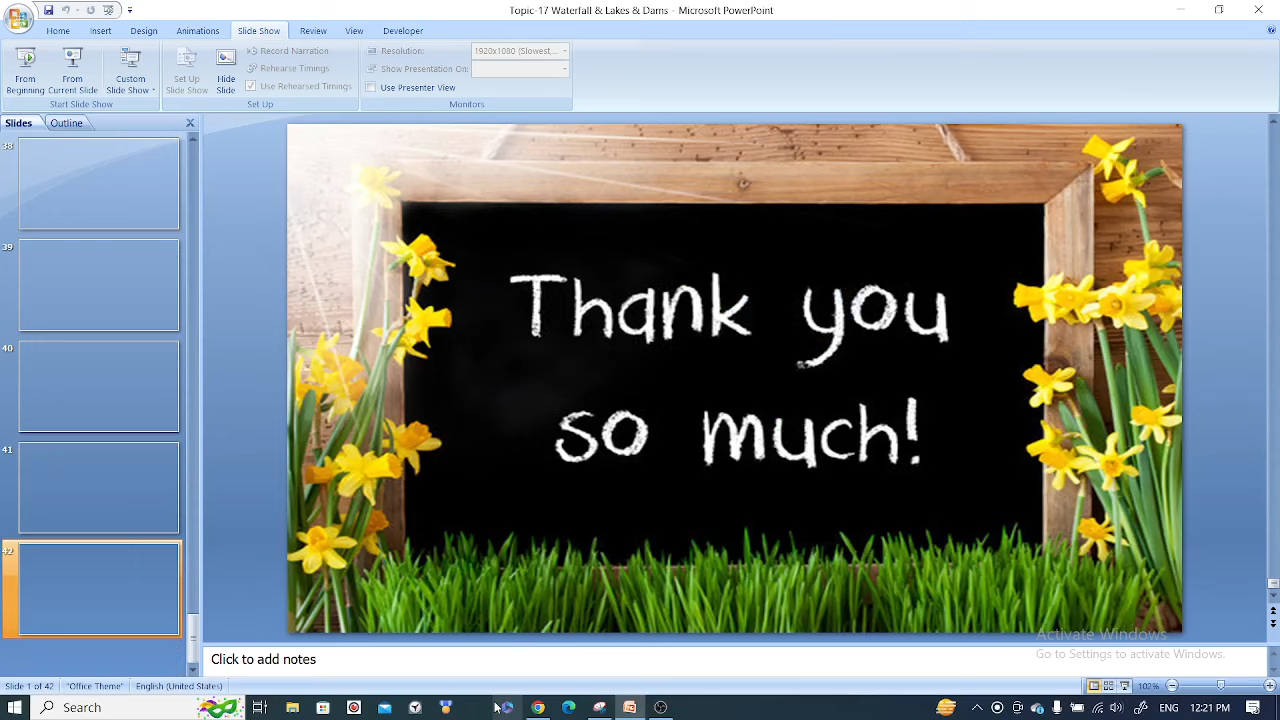 Topic-17 Waterfall & Lakes & Dams - Microsoft PowerPoint
Home Insert Design Animations Slide Show Review View Developer
From Beginning
From Current Slide
Custom Slide Show
Start Slide Show
Set Up Slide Show
Hide Slide
Record Narration
Rehearse Timings
Use Rehearsed Timings
Set Up
Resolution: 1920x1080 (Slowest,...
Show Presentation On:
Use Presenter View
Monitors
Slides Outline
38
39
40
41
42
Thank you
so much!
Activate Windows
Go to Settings to activate Windows.
Click to add notes
Slide 1 of 42 "Office Theme" English (United States) 102%
Search 12:21 PM